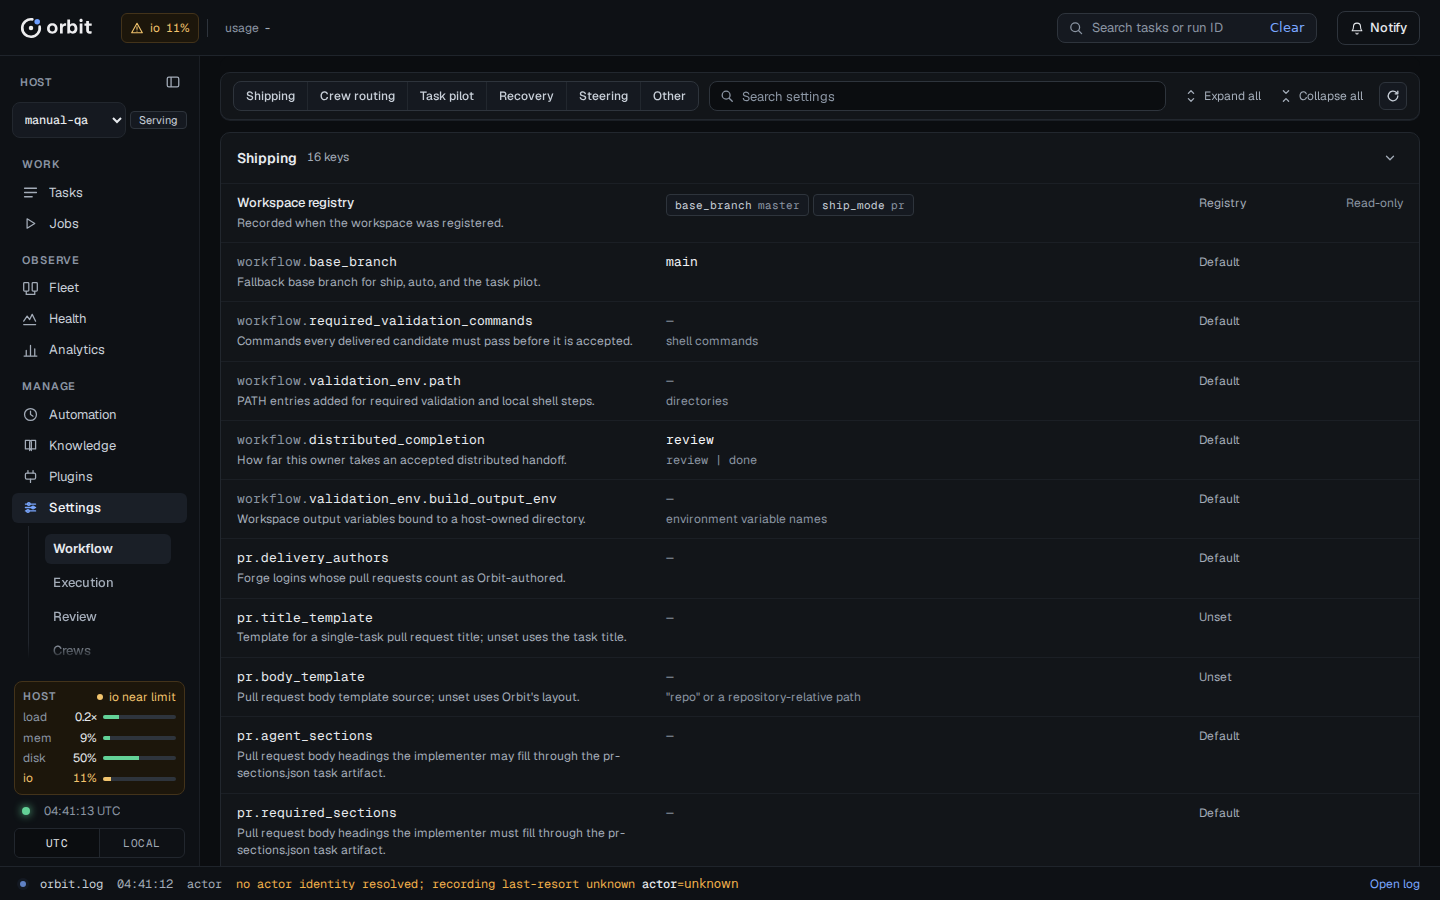 orbit
io 11%
usage -
Search tasks or run ID
Clear
Notify
HOST
manual-qa
Serving
WORK
Tasks
Jobs
OBSERVE
Fleet
Health
Analytics
MANAGE
Automation
Knowledge
Plugins
Settings
Workflow
Execution
Review
Crews
HOST
io near limit
load 0.2×
mem 9%
disk 50%
io 11%
04:41:13 UTC
UTC
LOCAL
Shipping
Crew routing
Task pilot
Recovery
Steering
Other
Search settings
Expand all
Collapse all
Shipping 16 keys
Workspace registry
Recorded when the workspace was registered.
base_branch master
ship_mode pr
Registry
Read-only
workflow.base_branch
Fallback base branch for ship, auto, and the task pilot.
main
Default
workflow.required_validation_commands
Commands every delivered candidate must pass before it is accepted.
—
shell commands
Default
workflow.validation_env.path
PATH entries added for required validation and local shell steps.
—
directories
Default
workflow.distributed_completion
How far this owner takes an accepted distributed handoff.
review
review | done
Default
workflow.validation_env.build_output_env
Workspace output variables bound to a host-owned directory.
—
environment variable names
Default
pr.delivery_authors
Forge logins whose pull requests count as Orbit-authored.
—
Default
pr.title_template
Template for a single-task pull request title; unset uses the task title.
—
Unset
pr.body_template
Pull request body template source; unset uses Orbit's layout.
—
"repo" or a repository-relative path
Unset
pr.agent_sections
Pull request body headings the implementer may fill through the pr-
sections.json task artifact.
—
Default
pr.required_sections
Pull request body headings the implementer must fill through the pr-
sections.json task artifact.
—
Default
orbit.log 04:41:12 actor no actor identity resolved; recording last-resort unknown actor=unknown
Open log